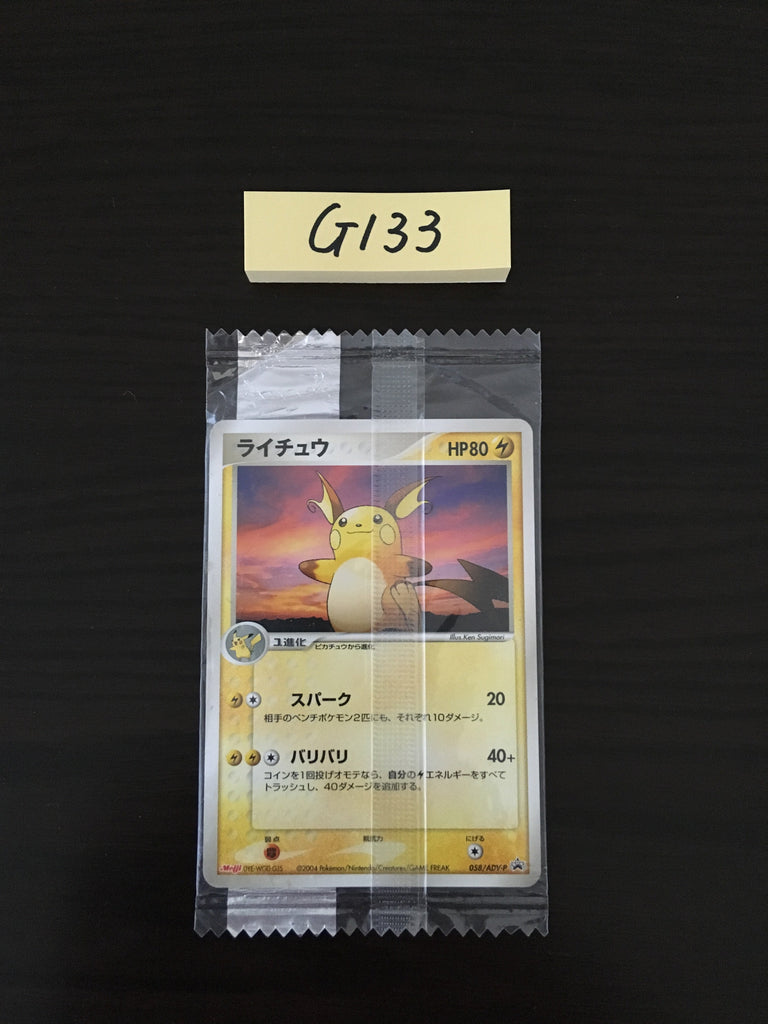 G133
ライチュウ HP80
Illus.Ken Sugimori
1進化 ピカチュウから進化
スパーク 20
相手のベンチポケモン2匹にも、それぞれ10ダメージ。
バリバリ 40+
コインを1回投げオモテなら、自分のエネルギーをすべて
トラッシュし、40ダメージを追加する。
弱点 抵抗力 にげる
Meiji ©2004 Pokémon/Nintendo/Creatures/GAME FREAK 058/ADV-P